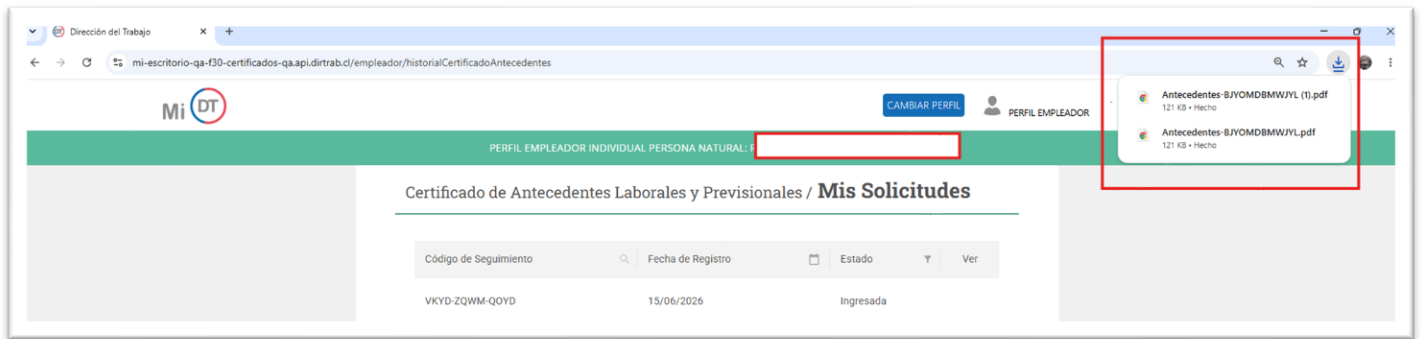 Dirección del Trabajo
mi-escritorio-qa-f30-certificados-qa.api.dirtrab.cl/empleador/historialCertificadoAntecedentes
Antecedentes-BJYOMDBMWJYL (1).pdf
121 KB • Hecho
Antecedentes-BJYOMDBMWJYL.pdf
121 KB • Hecho
Mi DT
CAMBIAR PERFIL
PERFIL EMPLEADOR
PERFIL EMPLEADOR INDIVIDUAL PERSONA NATURAL:
Certificado de Antecedentes Laborales y Previsionales / Mis Solicitudes
Código de Seguimiento Fecha de Registro Estado Ver
VKYD-ZQWM-QOYD 15/06/2026 Ingresada